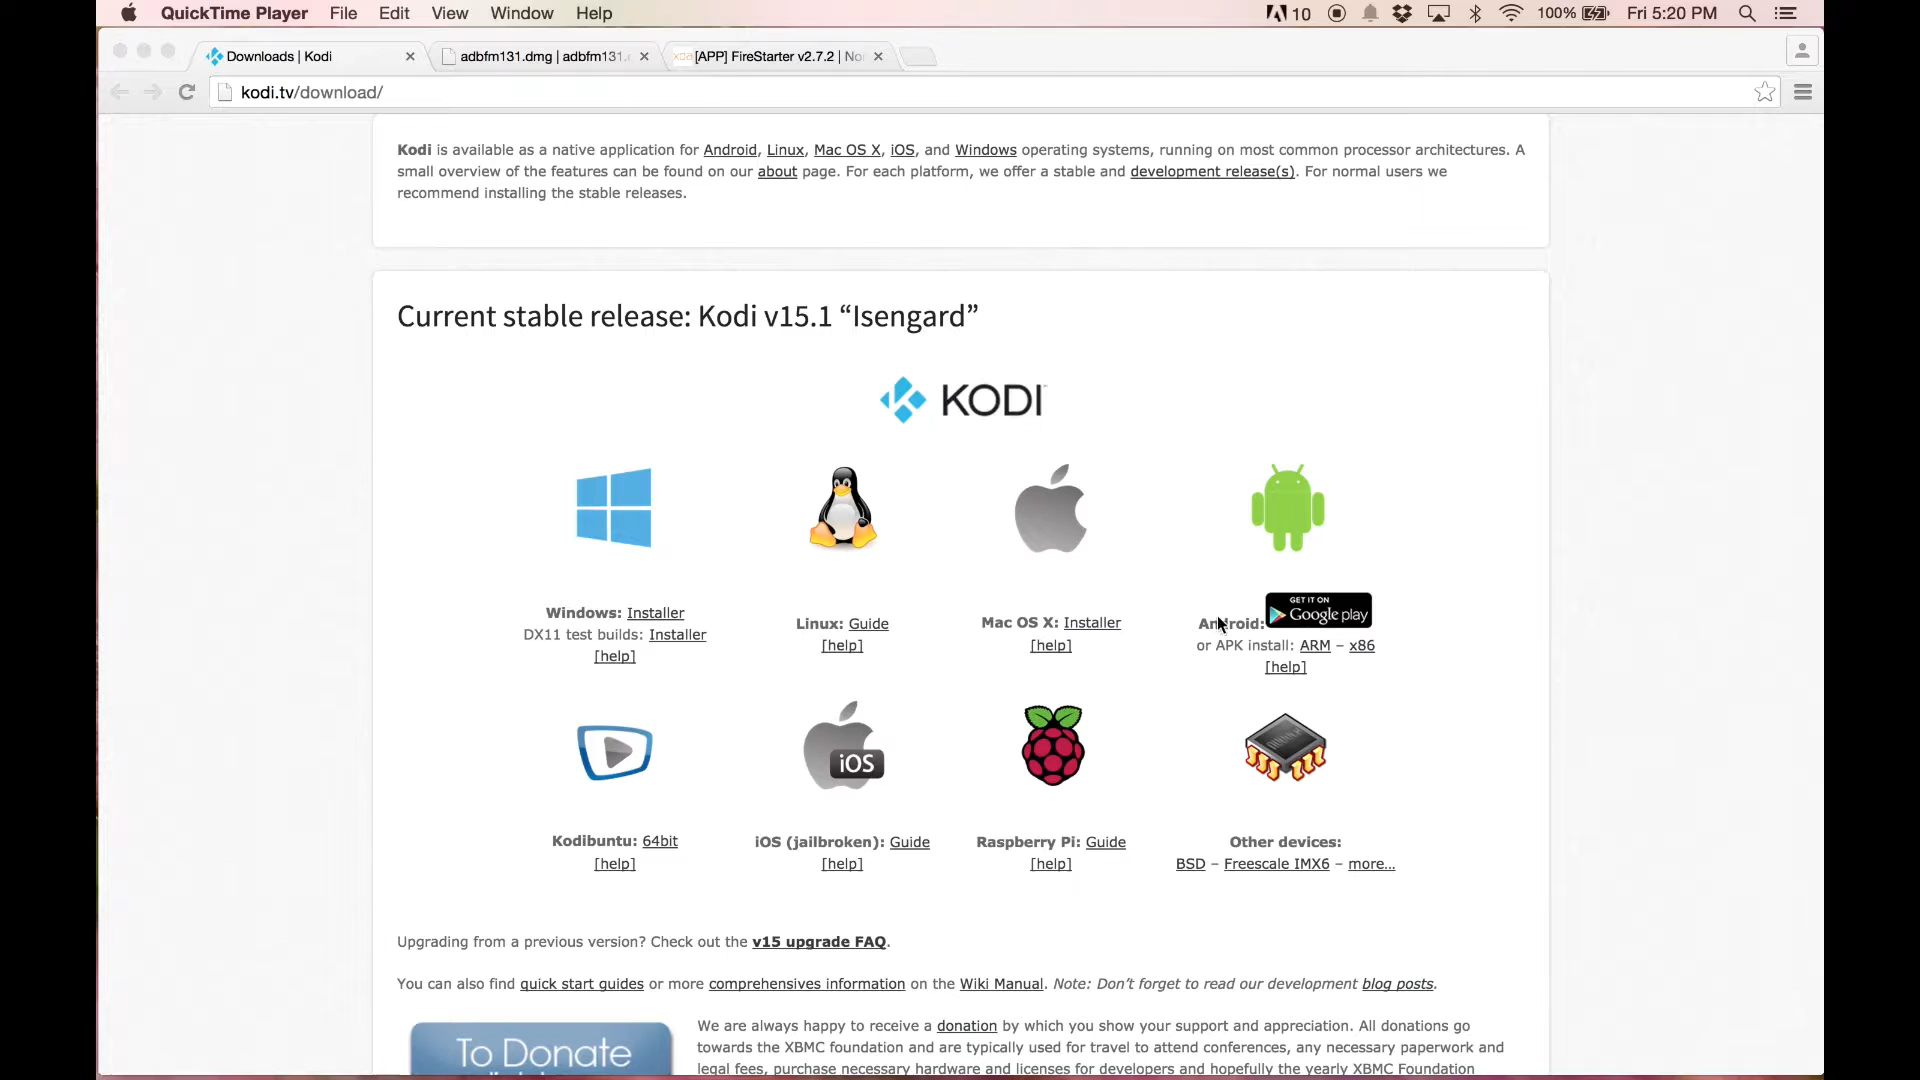 QuickTime Player File Edit View Window Help 10 100% Fri 5:20 PM
Downloads | Kodi adbfm131.dmg | adbfm131. [APP] FireStarter v2.7.2 |
kodi.tv/download/
Kodi is available as a native application for Android, Linux, Mac OS X, iOS, and Windows operating systems, running on most common processor architectures. A
small overview of the features can be found on our about page. For each platform, we offer a stable and development release(s). For normal users we
recommend installing the stable releases.
Current stable release: Kodi v15.1 “Isengard”
KODI
Windows: Installer
DX11 test builds: Installer
[help]
Linux: Guide
[help]
Mac OS X: Installer
[help]
GET IT ON
Android: Google play
or APK install: ARM – x86
[help]
iOS
Kodibuntu: 64bit
[help]
iOS (jailbroken): Guide
[help]
Raspberry Pi: Guide
[help]
Other devices:
BSD – Freescale IMX6 – more...
Upgrading from a previous version? Check out the v15 upgrade FAQ.
You can also find quick start guides or more comprehensives information on the Wiki Manual. Note: Don’t forget to read our development blog posts.
To Donate
We are always happy to receive a donation by which you show your support and appreciation. All donations go
towards the XBMC foundation and are typically used for travel to attend conferences, any necessary paperwork and
legal fees, purchase necessary hardware and licenses for developers and hopefully the yearly XBMC Foundation